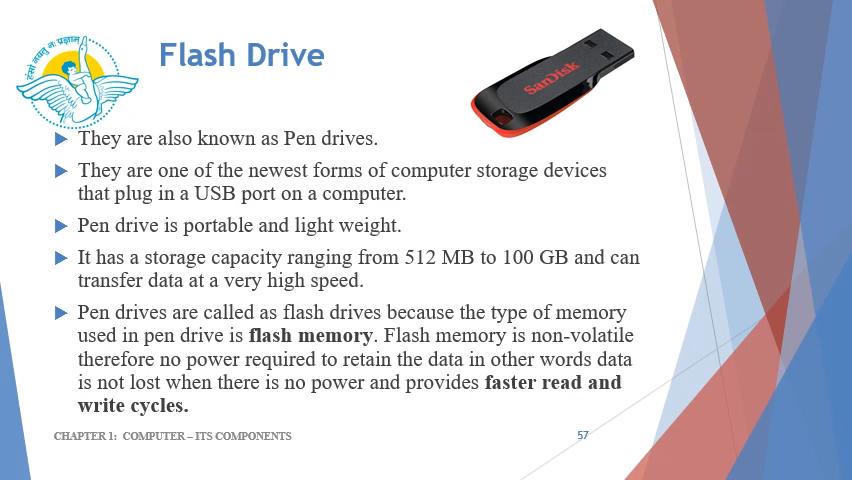 हंसो नयतु नः प्रज्ञाम्
Flash Drive
SanDisk
They are also known as Pen drives.
They are one of the newest forms of computer storage devices
that plug in a USB port on a computer.
Pen drive is portable and light weight.
It has a storage capacity ranging from 512 MB to 100 GB and can
transfer data at a very high speed.
Pen drives are called as flash drives because the type of memory
used in pen drive is flash memory. Flash memory is non-volatile
therefore no power required to retain the data in other words data
is not lost when there is no power and provides faster read and
write cycles.
CHAPTER 1: COMPUTER – ITS COMPONENTS
57